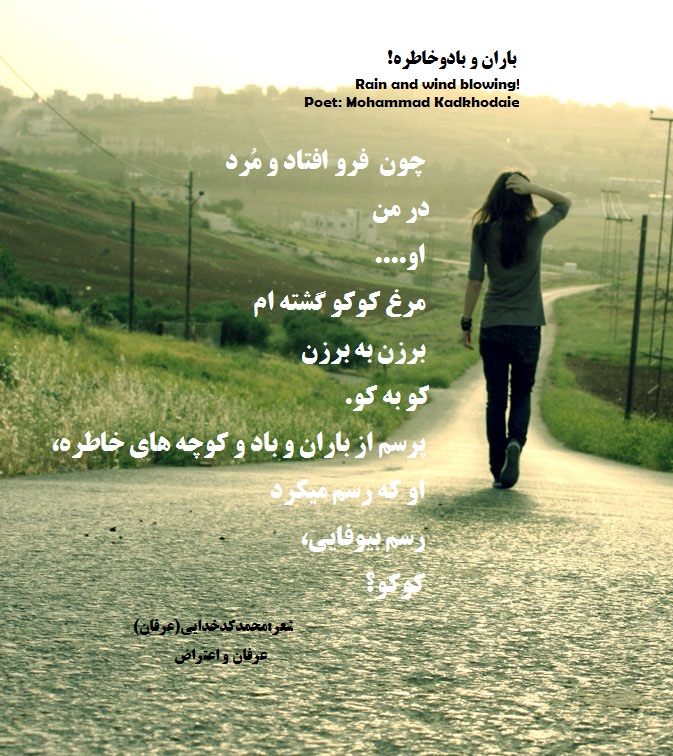 باران و بادوخاطره!
Rain and wind blowing!
Poet: Mohammad Kadkhodaie
چون فرو افتاد و مُرد
در من
او....
مرغ کوکو گشته ام
برزن به برزن
کو به کو.
پرسم از باران و باد و کوچه های خاطره،
او که رسم میکرد
رسم بیوفایی،
کوکو؟
شعر:محمدکدخدایی(عرفان)
عرفان و اعتراض